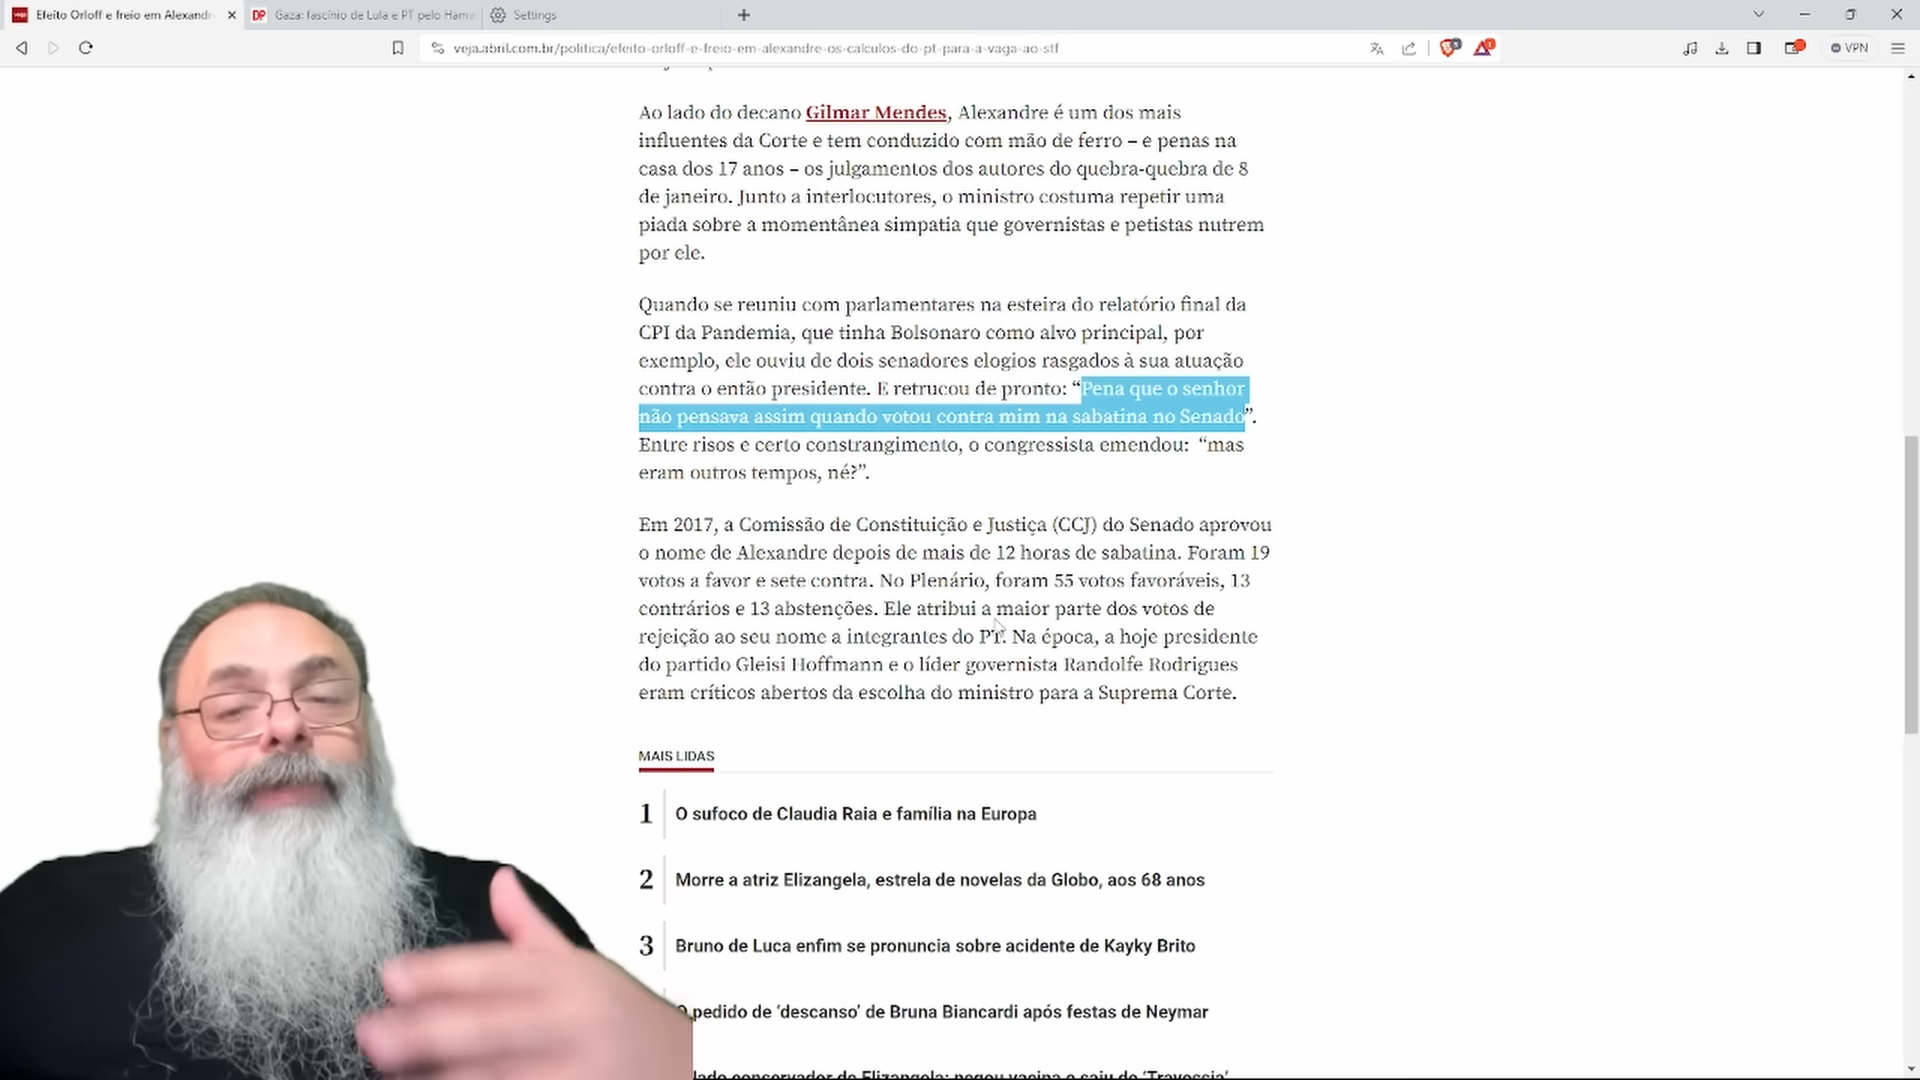 Efeito Orloff e freio em Alexandr
Gaza: fascínio de Lula e PT pelo Hama
Settings
veja.abril.com.br/politica/efeito-orloff-e-freio-em-alexandre-os-calculos-do-pt-para-a-vaga-ao-stf
VPN
Ao lado do decano Gilmar Mendes, Alexandre é um dos mais
influentes da Corte e tem conduzido com mão de ferro – e penas na
casa dos 17 anos – os julgamentos dos autores do quebra-quebra de 8
de janeiro. Junto a interlocutores, o ministro costuma repetir uma
piada sobre a momentânea simpatia que governistas e petistas nutrem
por ele.
Quando se reuniu com parlamentares na esteira do relatório final da
CPI da Pandemia, que tinha Bolsonaro como alvo principal, por
exemplo, ele ouviu de dois senadores elogios rasgados à sua atuação
contra o então presidente. E retrucou de pronto: “Pena que o senhor
não pensava assim quando votou contra mim na sabatina no Senado”.
Entre risos e certo constrangimento, o congressista emendou: “mas
eram outros tempos, né?”.
Em 2017, a Comissão de Constituição e Justiça (CCJ) do Senado aprovou
o nome de Alexandre depois de mais de 12 horas de sabatina. Foram 19
votos a favor e sete contra. No Plenário, foram 55 votos favoráveis, 13
contrários e 13 abstenções. Ele atribui a maior parte dos votos de
rejeição ao seu nome a integrantes do PT. Na época, a hoje presidente
do partido Gleisi Hoffmann e o líder governista Randolfe Rodrigues
eram críticos abertos da escolha do ministro para a Suprema Corte.
MAIS LIDAS
1 O sufoco de Claudia Raia e família na Europa
2 Morre a atriz Elizangela, estrela de novelas da Globo, aos 68 anos
3 Bruno de Luca enfim se pronuncia sobre acidente de Kayky Brito
O pedido de ‘descanso’ de Bruna Biancardi após festas de Neymar
lado conservador de Elizangela: negou vacina e saiu de ‘Travessia’